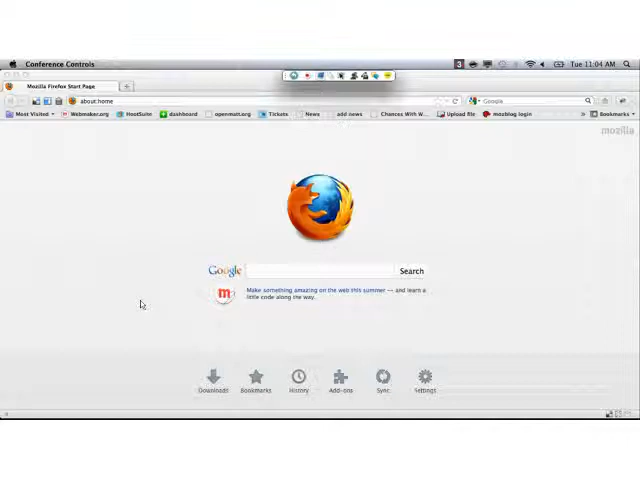 Conference Controls
3
Tue 11:04 AM
Mozilla Firefox Start Page
about:home
Google
Most Visited
Webmaker.org
HootSuite
dashboard
openmatt.org
Tickets
News
add news
Chances With W...
Upload file
mozblog login
Bookmarks
mozilla
Google
Search
m
Make something amazing on the web this summer — and learn a
little code along the way.
Downloads
Bookmarks
History
Add-ons
Sync
Settings